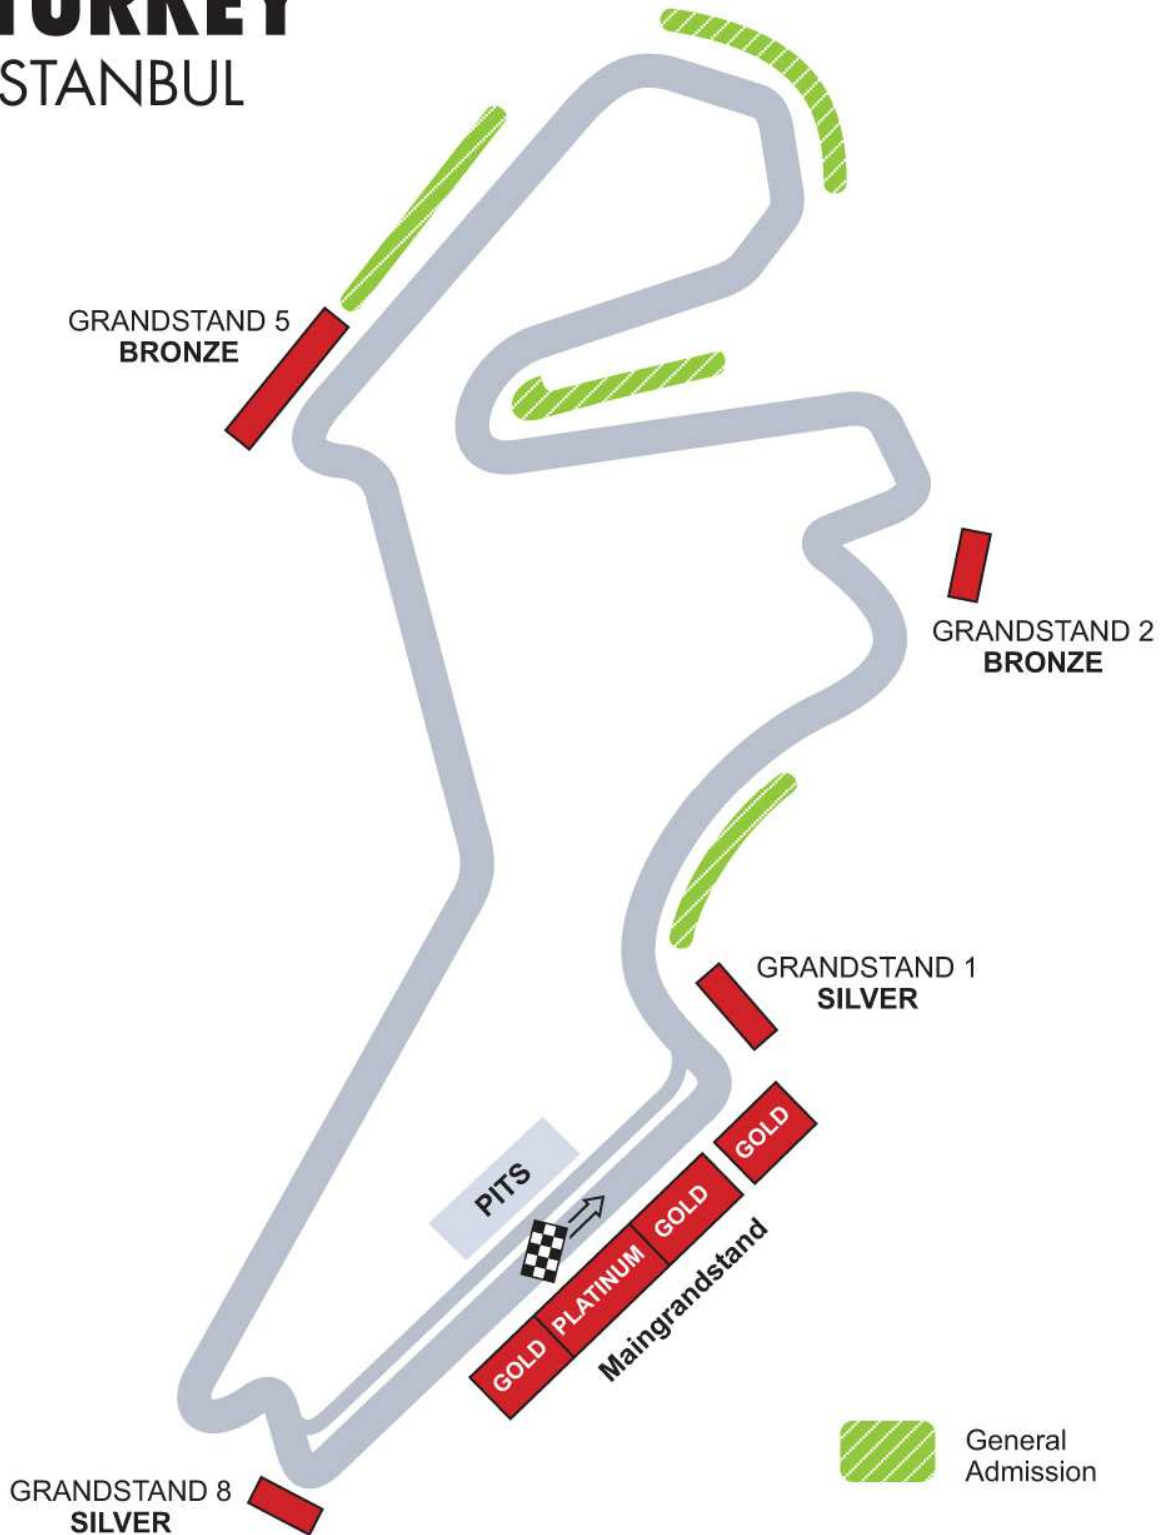 TURKEY
STANBUL
GRANDSTAND 5
BRONZE
GRANDSTAND 2
BRONZE
GRANDSTAND 1
SILVER
GOLD
PITS
GOLD
PLATINUM
GOLD
Maingrandstand
General
Admission
GRANDSTAND 8
SILVER